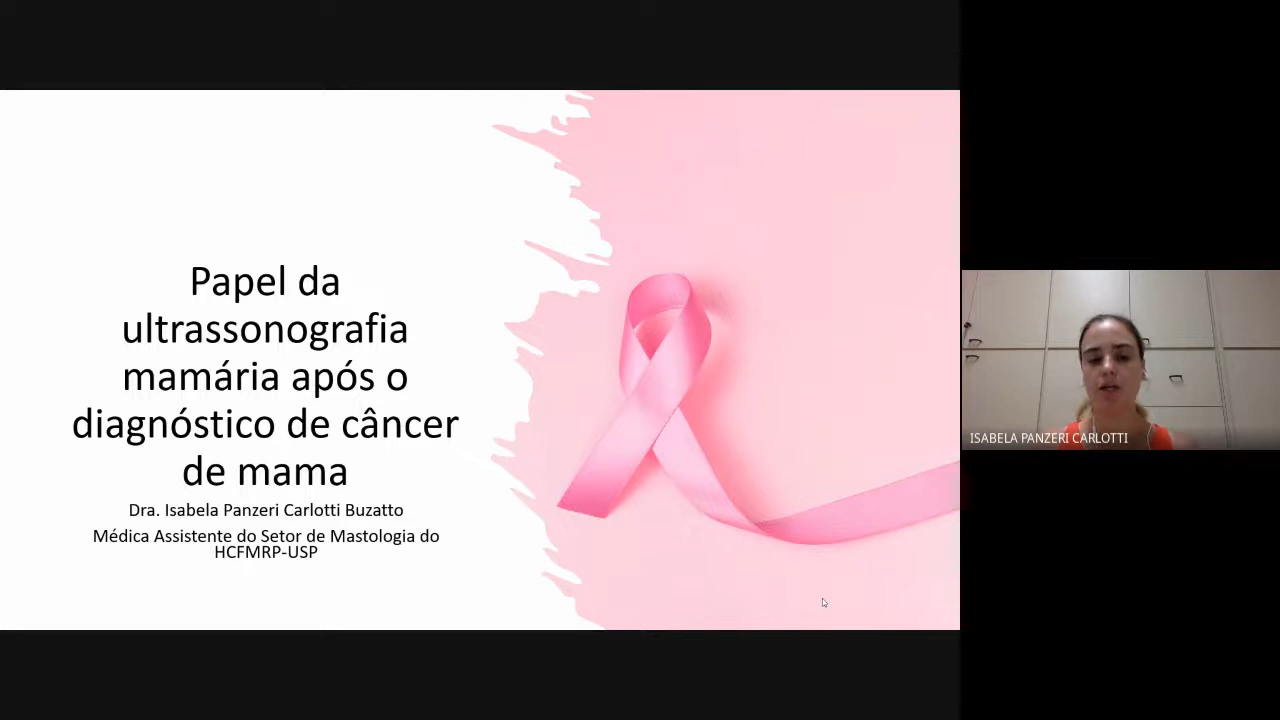 Papel da
ultrassonografia
mamária após o
diagnóstico de câncer
de mama
Dra. Isabela Panzeri Carlotti Buzatto
Médica Assistente do Setor de Mastologia do
HCFMRP-USP
ISABELA PANZERI CARLOTTI